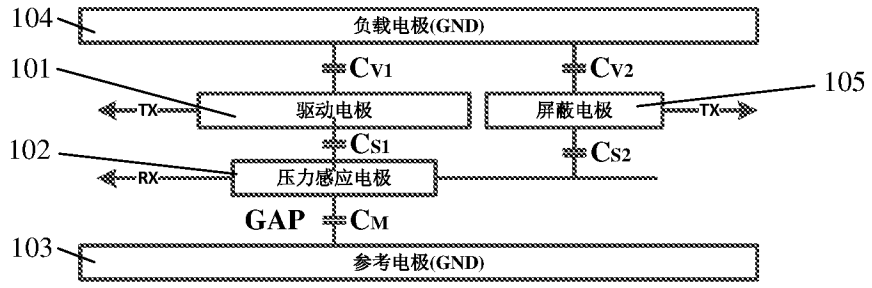 104
负载电极(GND)
101
CV1
CV2
105
TX
驱动电极
屏蔽电极
TX
102
CS1
CS2
RX
压力感应电极
GAP
CM
103
参考电极(GND)